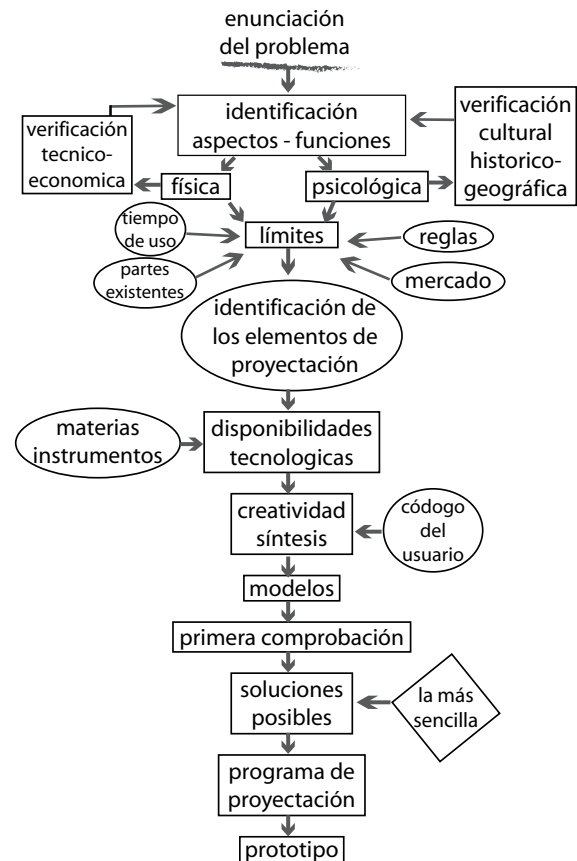 enunciación
del problema
identificación
aspectos - funciones
verificación
tecnico-
economica
verificación
cultural
historico-
geográfica
física
psicológica
tiempo
de uso
límites
reglas
partes
existentes
mercado
identificación de
los elementos de
proyectación
materias
instrumentos
disponibilidades
tecnologicas
creatividad
síntesis
códogo
del
usuario
modelos
primera comprobación
soluciones
posibles
la más
sencilla
programa de
proyectación
prototipo